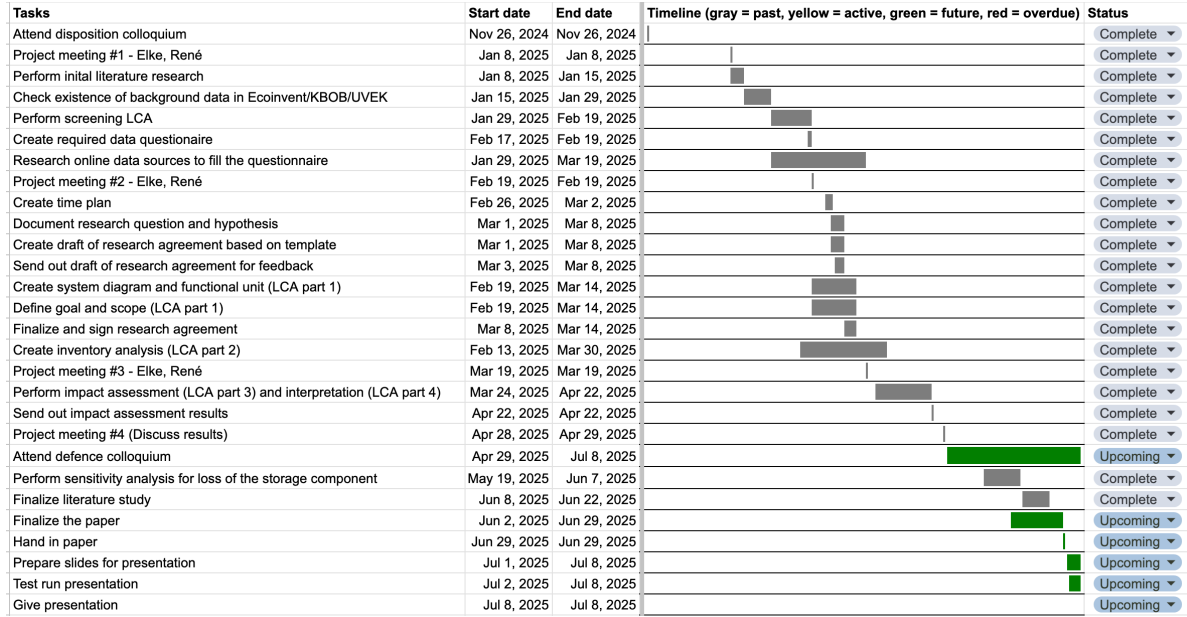 Tasks Start date End date Timeline (gray = past, yellow = active, green = future, red = overdue) Status
Attend disposition colloquium Nov 26, 2024 Nov 26, 2024 Complete
Project meeting #1 - Elke, René Jan 8, 2025 Jan 8, 2025 Complete
Perform inital literature research Jan 8, 2025 Jan 15, 2025 Complete
Check existence of background data in Ecoinvent/KBOB/UVEK Jan 15, 2025 Jan 29, 2025 Complete
Perform screening LCA Jan 29, 2025 Feb 19, 2025 Complete
Create required data questionaire Feb 17, 2025 Feb 19, 2025 Complete
Research online data sources to fill the questionnaire Jan 29, 2025 Mar 19, 2025 Complete
Project meeting #2 - Elke, René Feb 19, 2025 Feb 19, 2025 Complete
Create time plan Feb 26, 2025 Mar 2, 2025 Complete
Document research question and hypothesis Mar 1, 2025 Mar 8, 2025 Complete
Create draft of research agreement based on template Mar 1, 2025 Mar 8, 2025 Complete
Send out draft of research agreement for feedback Mar 3, 2025 Mar 8, 2025 Complete
Create system diagram and functional unit (LCA part 1) Feb 19, 2025 Mar 14, 2025 Complete
Define goal and scope (LCA part 1) Feb 19, 2025 Mar 14, 2025 Complete
Finalize and sign research agreement Mar 8, 2025 Mar 14, 2025 Complete
Create inventory analysis (LCA part 2) Feb 13, 2025 Mar 30, 2025 Complete
Project meeting #3 - Elke, René Mar 19, 2025 Mar 19, 2025 Complete
Perform impact assessment (LCA part 3) and interpretation (LCA part 4) Mar 24, 2025 Apr 22, 2025 Complete
Send out impact assessment results Apr 22, 2025 Apr 22, 2025 Complete
Project meeting #4 (Discuss results) Apr 28, 2025 Apr 29, 2025 Complete
Attend defence colloquium Apr 29, 2025 Jul 8, 2025 Upcoming
Perform sensitivity analysis for loss of the storage component May 19, 2025 Jun 7, 2025 Complete
Finalize literature study Jun 8, 2025 Jun 22, 2025 Complete
Finalize the paper Jun 2, 2025 Jun 29, 2025 Upcoming
Hand in paper Jun 29, 2025 Jun 29, 2025 Upcoming
Prepare slides for presentation Jul 1, 2025 Jul 8, 2025 Upcoming
Test run presentation Jul 2, 2025 Jul 8, 2025 Upcoming
Give presentation Jul 8, 2025 Jul 8, 2025 Upcoming